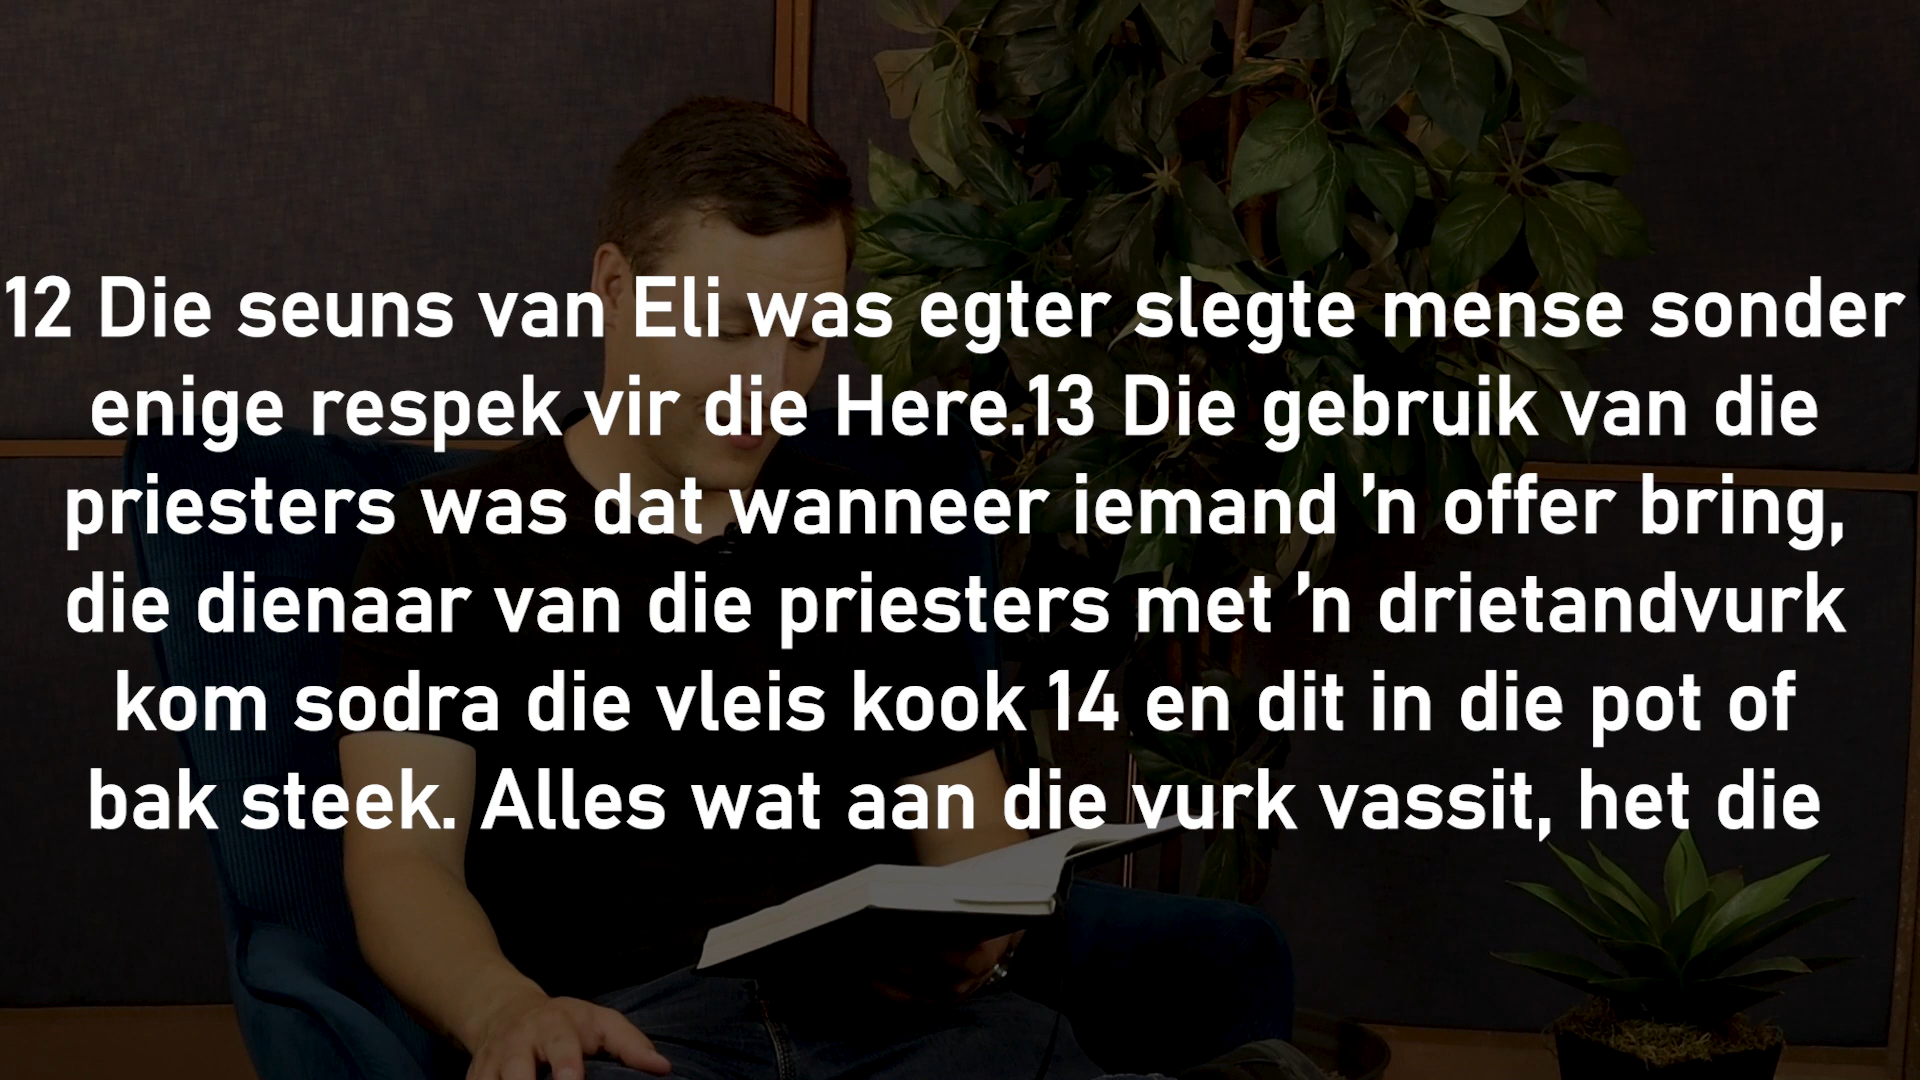 12 Die seuns van Eli was egter slegte mense sonder
enige respek vir die Here.13 Die gebruik van die
priesters was dat wanneer iemand ’n offer bring,
die dienaar van die priesters met ’n drietandvurk
kom sodra die vleis kook 14 en dit in die pot of
bak steek. Alles wat aan die vurk vassit, het die